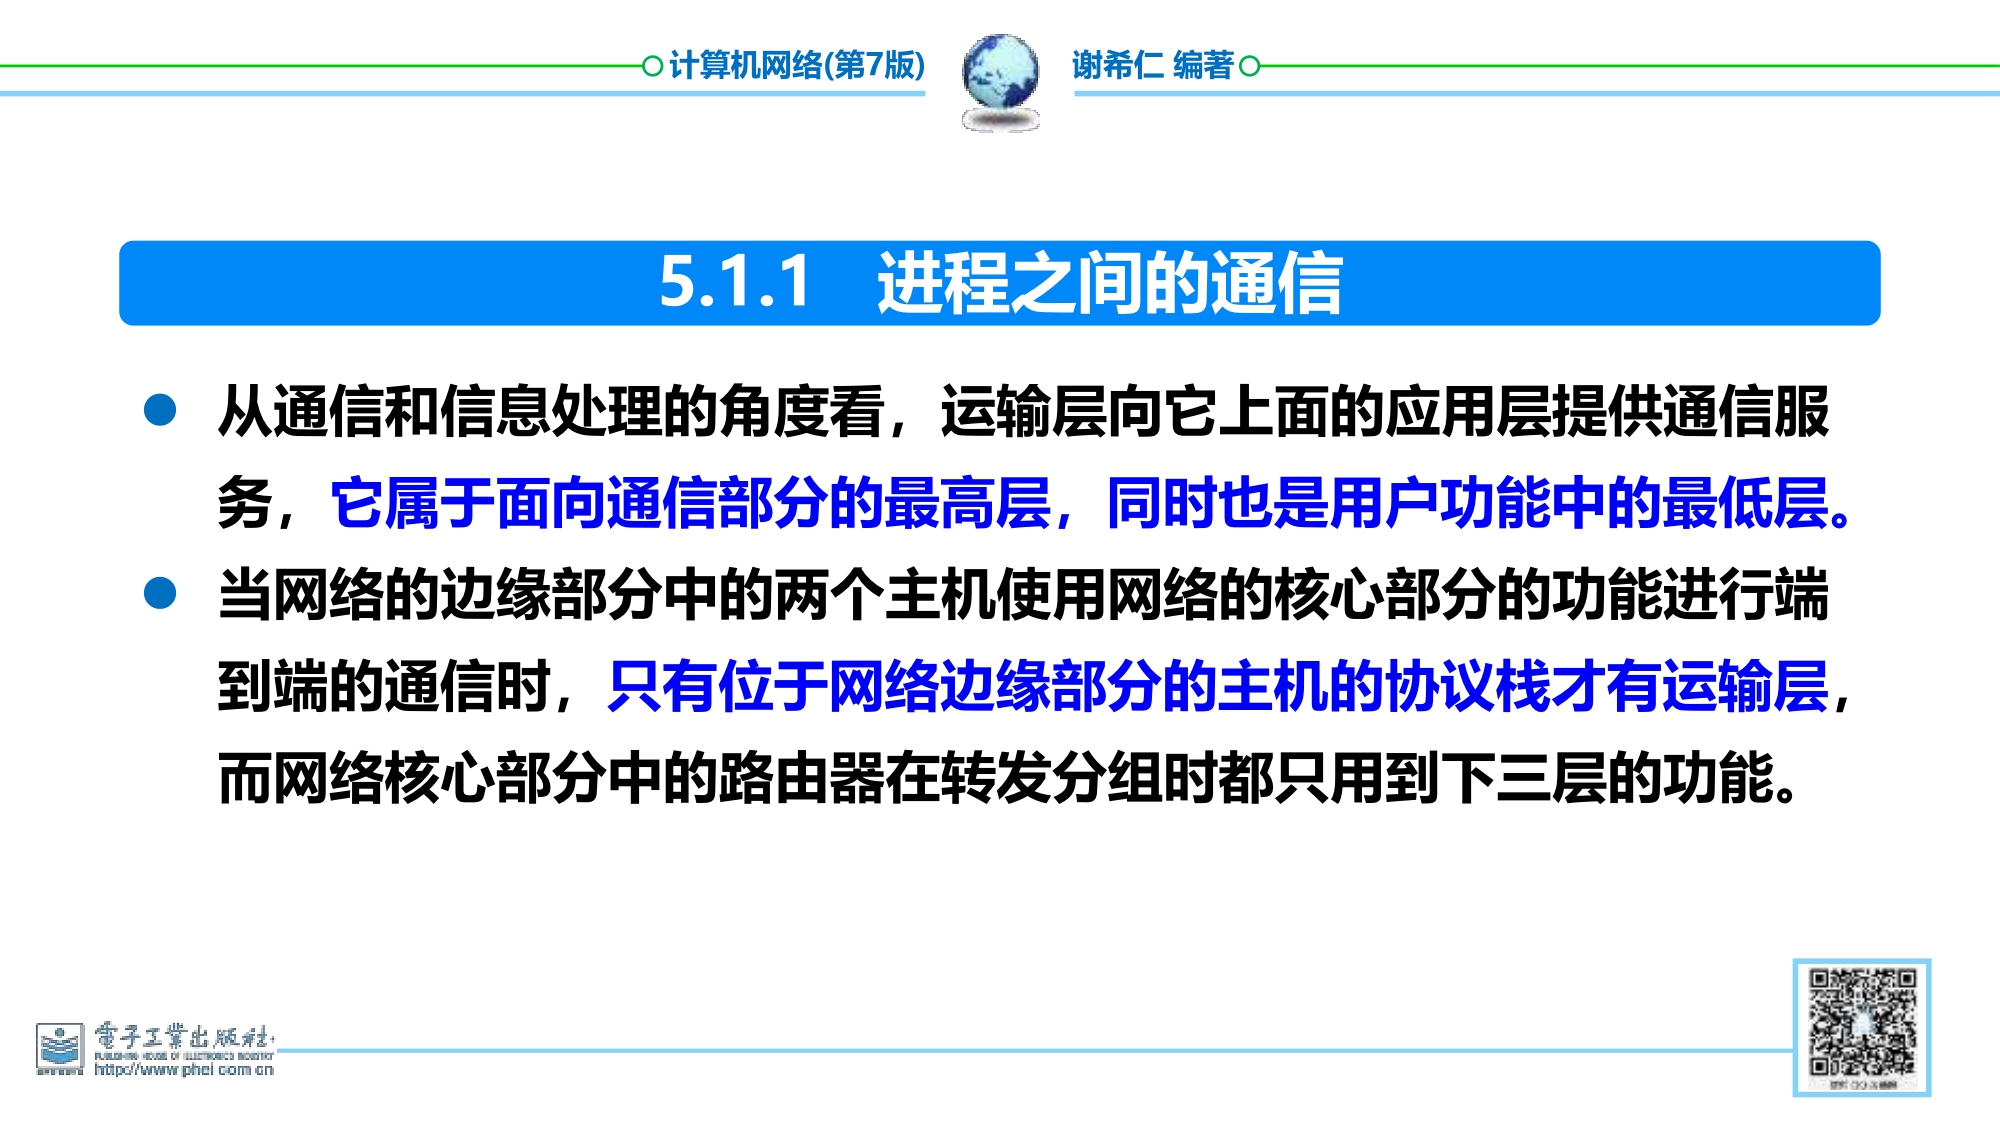 计算机网络(第7版)
谢希仁 编著
5.1.1 进程之间的通信
从通信和信息处理的角度看，运输层向它上面的应用层提供通信服
务，它属于面向通信部分的最高层，同时也是用户功能中的最低层。
当网络的边缘部分中的两个主机使用网络的核心部分的功能进行端
到端的通信时，只有位于网络边缘部分的主机的协议栈才有运输层，
而网络核心部分中的路由器在转发分组时都只用到下三层的功能。
電子工業出版社
PUBLISHING HOUSE OF ELECTRONICS INDUSTRY
http://www.phei.com.cn